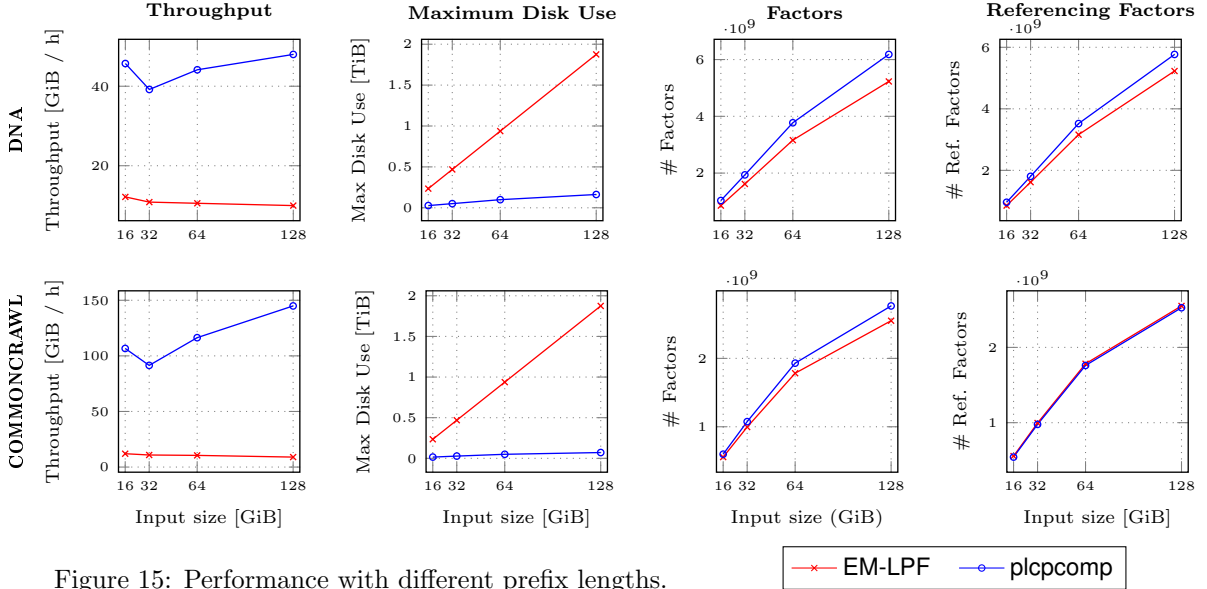 Throughput
Maximum Disk Use
Factors
Referencing Factors
DNA
Throughput [GiB / h]
40
20
16 32 64 128
Max Disk Use [TiB]
2
1.5
1
0.5
0
16 32 64 128
·10^9
# Factors
6
4
2
16 32 64 128
·10^9
# Ref. Factors
6
4
2
16 32 64 128
COMMONCRAWL
Throughput [GiB / h]
150
100
50
0
16 32 64 128
Input size [GiB]
Max Disk Use [TiB]
2
1.5
1
0.5
0
16 32 64 128
Input size [GiB]
·10^9
# Factors
2
1
16 32 64 128
Input size (GiB)
·10^9
# Ref. Factors
2
1
16 32 64 128
Input size [GiB]
EM-LPF plcpcomp
Figure 15: Performance with different prefix lengths.